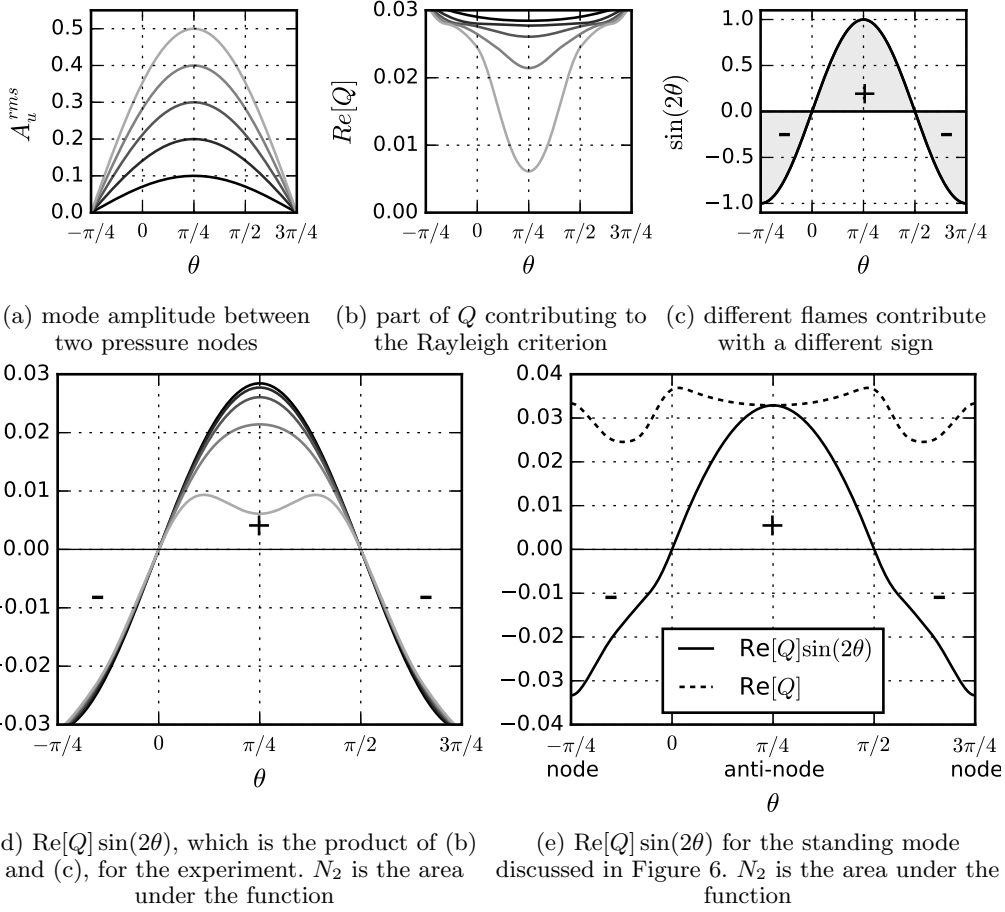 0.5
0.4
0.3
0.2
0.1
0.0
A_u^{rms}
−π/4 0 π/4 π/2 3π/4
θ
0.03
0.02
0.01
0.00
Re[Q]
−π/4 0 π/4 π/2 3π/4
θ
1.0
0.5
0.0
−0.5
−1.0
sin(2θ)
+
-
-
−π/4 0 π/4 π/2 3π/4
θ
(a) mode amplitude between
two pressure nodes
(b) part of Q contributing to
the Rayleigh criterion
(c) different flames contribute
with a different sign
0.03
0.02
0.01
0.00
-0.01
-0.02
-0.03
+
-
-
−π/4 0 π/4 π/2 3π/4
θ
0.04
0.03
0.02
0.01
0.00
−0.01
−0.02
−0.03
−0.04
+
-
-
Re[Q]sin(2θ)
Re[Q]
−π/4 0 π/4 π/2 3π/4
node anti-node node
θ
d) Re[Q] sin(2θ), which is the product of (b)
and (c), for the experiment. N₂ is the area
under the function
(e) Re[Q] sin(2θ) for the standing mode
discussed in Figure 6. N₂ is the area under the
function